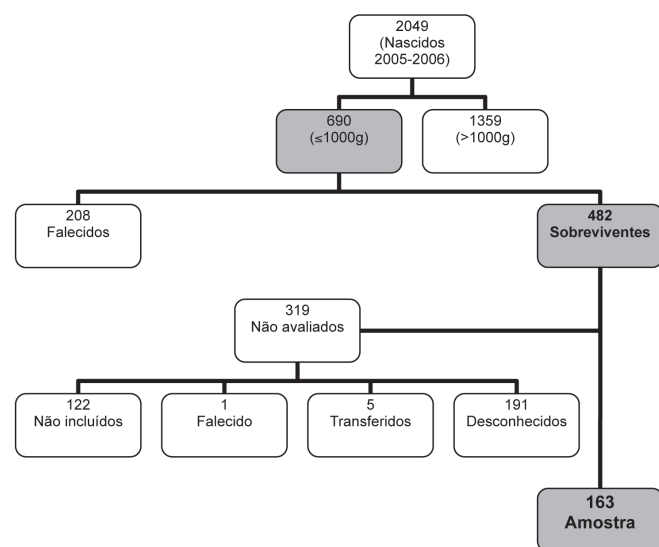 2049
(Nascidos
2005-2006)
690
(≤1000g)
1359
(>1000g)
208
Falecidos
482
Sobreviventes
319
Não avaliados
122
Não incluídos
1
Falecido
5
Transferidos
191
Desconhecidos
163
Amostra